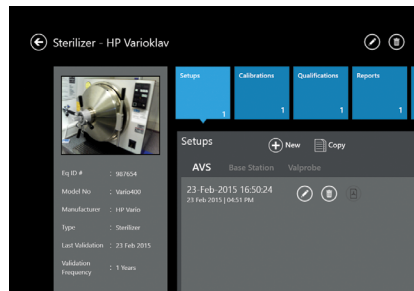 Sterilizer - HP Varioklav
Setups
1
Calibrations
1
Qualifications
1
Reports
1
Setups
New
Copy
AVS
Base Station
Valprobe
23-Feb-2015 16:50:24
23 Feb 2015 | 04:51 PM
Eq ID # : 987654
Model No : Vario400
Manufacturer : HP Vario
Type : Sterilizer
Last Validation : 23 Feb 2015
Validation
Frequency : 1 Years